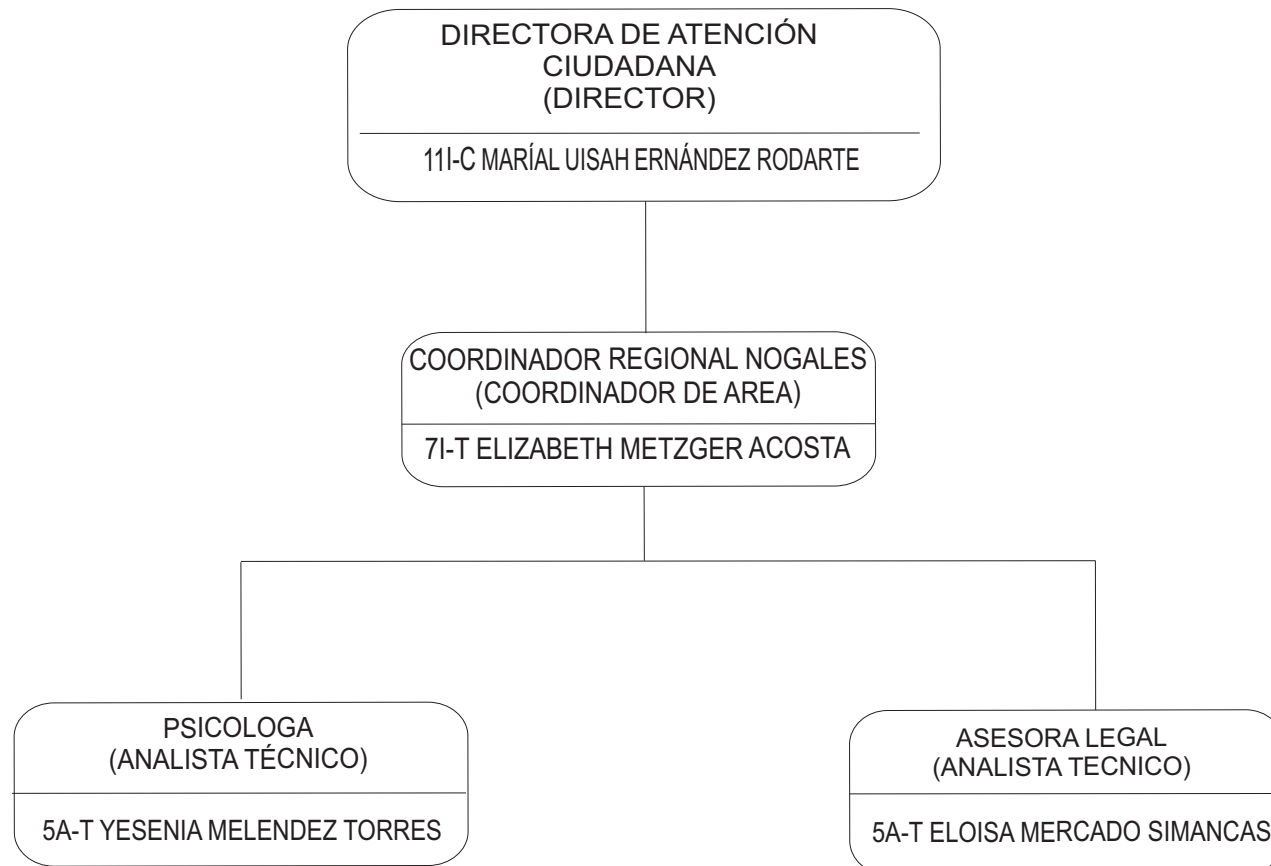 DIRECTORA DE ATENCIÓN
CIUDADANA
(DIRECTOR)
11I-C MARÍAL UISAH ERNÁNDEZ RODARTE
COORDINADOR REGIONAL NOGALES
(COORDINADOR DE AREA)
7I-T ELIZABETH METZGER ACOSTA
PSICOLOGA
(ANALISTA TÉCNICO)
5A-T YESENIA MELENDEZ TORRES
ASESORA LEGAL
(ANALISTA TECNICO)
5A-T ELOISA MERCADO SIMANCAS